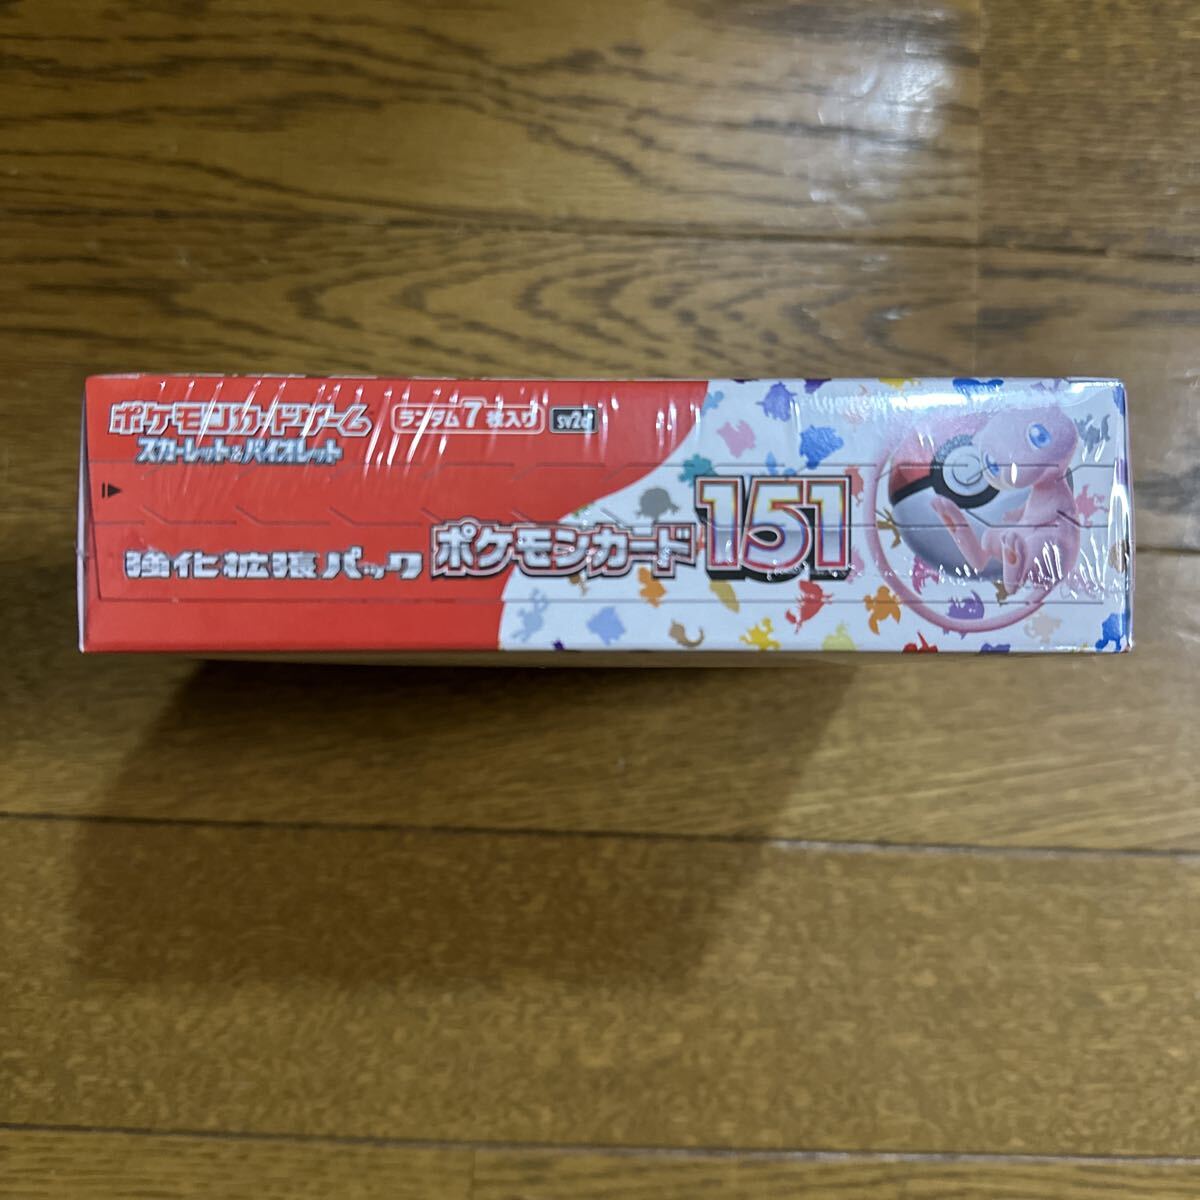 ポケモンカードゲーム
スカーレット&バイオレット
ランダム7枚入り
sv2a
強化拡張パック
ポケモンカード151